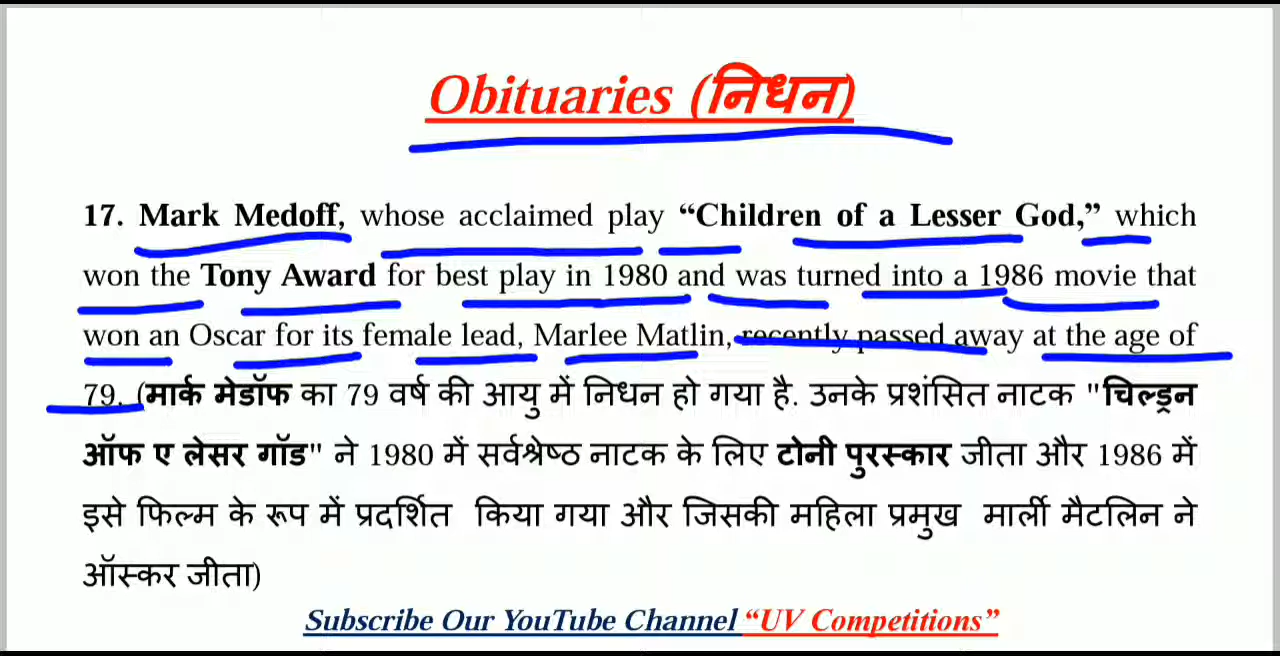 Obituaries (निधन)
17. Mark Medoff, whose acclaimed play “Children of a Lesser God,” which
won the Tony Award for best play in 1980 and was turned into a 1986 movie that
won an Oscar for its female lead, Marlee Matlin, recently passed away at the age of
79. (मार्क मेडॉफ का 79 वर्ष की आयु में निधन हो गया है. उनके प्रशंसित नाटक "चिल्ड्रन
ऑफ ए लेसर गॉड" ने 1980 में सर्वश्रेष्ठ नाटक के लिए टोनी पुरस्कार जीता और 1986 में
इसे फिल्म के रूप में प्रदर्शित किया गया और जिसकी महिला प्रमुख मार्ली मैटलिन ने
ऑस्कर जीता)
Subscribe Our YouTube Channel “UV Competitions”